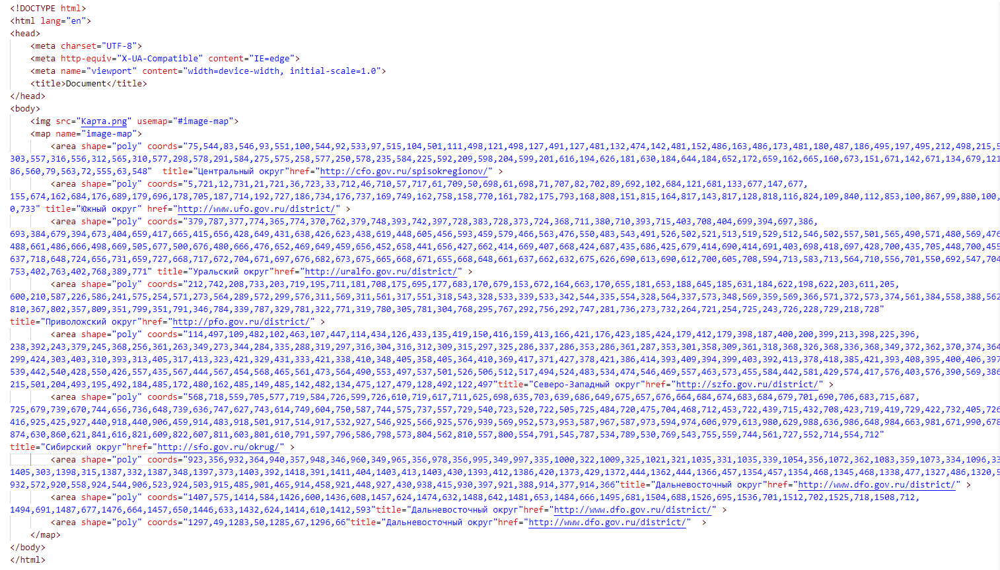 <!DOCTYPE html>
<html lang="en">
<head>
<meta charset="UTF-8">
<meta http-equiv="X-UA-Compatible" content="IE=edge">
<meta name="viewport" content="width=device-width, initial-scale=1.0">
<title>Document</title>
</head>
<body>
<img src="Карта.png" usemap="#image-map">
<map name="image-map">
<area shape="poly" coords="75,544,83,546,93,551,100,544,92,533,97,515,104,501,111,498,121,498,127,491,127,481,132,474,142,481,152,486,163,486,173,481,180,487,186,495,197,495,212,498,215,5
303,557,316,556,312,565,310,577,298,578,291,584,275,575,258,577,250,578,235,584,225,592,209,598,204,599,201,616,194,626,181,630,184,644,184,652,172,659,162,665,160,673,151,671,142,671,134,679,121
86,560,79,563,72,555,63,548"  title="Центральный округ"href="http://cfo.gov.ru/spisokregionov/" >
<area shape="poly" coords="5,721,12,731,21,721,36,723,33,712,46,710,57,717,61,709,50,698,61,698,71,707,82,702,89,692,102,684,121,681,133,677,147,677,
155,674,162,684,176,689,179,696,178,705,187,714,192,727,186,734,176,737,169,749,162,758,158,770,161,782,175,793,168,808,151,815,164,817,143,817,128,818,116,824,109,840,112,853,100,867,99,880,100,
0,733" title="Южный округ" href="http://www.ufo.gov.ru/district/" >
<area shape="poly" coords="379,787,377,774,365,774,370,762,379,748,393,742,397,728,383,728,373,724,368,711,380,710,393,715,403,708,404,699,394,697,386,
693,384,679,394,673,404,659,417,665,415,656,428,649,431,638,426,623,438,619,448,605,456,593,459,579,466,563,476,550,483,543,491,526,502,521,513,519,529,512,546,502,557,501,565,490,571,480,569,476
488,661,486,666,498,669,505,677,500,676,480,666,476,652,469,649,459,656,452,658,441,656,427,662,414,669,407,668,424,687,435,686,425,679,414,690,414,691,403,698,418,697,428,700,435,705,448,700,455
637,718,648,724,656,731,659,727,668,717,672,704,671,697,676,682,673,675,665,668,671,655,668,648,661,637,662,632,675,626,690,613,690,612,700,605,708,594,713,583,713,564,710,556,701,550,692,547,704
753,402,763,402,768,389,771" title="Уральский округ"href="http://uralfo.gov.ru/district/" >
<area shape="poly" coords="212,742,208,733,203,719,195,711,181,708,175,695,177,683,170,679,153,672,164,663,170,655,181,653,188,645,185,631,184,622,198,622,203,611,205,
600,210,587,226,586,241,575,254,571,273,564,289,572,299,576,311,569,311,561,317,551,318,543,328,533,339,533,342,544,335,554,328,564,337,573,348,569,359,569,366,571,372,573,374,561,384,558,388,562
810,367,802,357,809,351,799,351,791,346,784,339,787,329,781,322,771,319,780,305,781,304,768,295,767,292,756,292,747,281,736,273,732,264,721,254,725,243,726,228,729,218,728"
title="Приволожский округ"href="http://pfo.gov.ru/district/" >
<area shape="poly" coords="114,497,109,482,102,463,107,447,114,434,126,433,135,419,150,416,159,413,166,421,176,423,185,424,179,412,179,398,187,400,200,399,213,398,225,396,
238,392,243,379,245,368,256,361,263,349,273,344,284,335,288,319,297,316,304,316,312,309,315,297,325,286,337,286,353,286,361,287,353,301,358,309,361,318,368,326,368,336,368,349,372,362,370,374,364
299,424,303,403,310,393,313,405,317,413,323,421,329,431,333,421,338,410,348,405,358,405,364,410,369,417,371,427,378,421,386,414,393,409,394,399,403,392,413,378,418,385,421,393,408,395,400,406,397
539,442,540,428,550,426,557,435,567,444,567,454,568,465,561,473,564,490,553,497,537,501,526,506,512,517,494,524,483,534,474,546,469,557,463,573,455,584,442,581,429,574,417,576,403,576,390,569,386
215,501,204,493,195,492,184,485,172,480,162,485,149,485,142,482,134,475,127,479,128,492,122,497"title="Северо-Западный округ"href="http://szfo.gov.ru/district/" >
<area shape="poly" coords="568,718,559,705,577,719,584,726,599,726,610,719,617,711,625,698,635,703,639,686,649,675,657,676,664,684,674,683,684,679,701,690,706,683,715,687,
725,679,739,670,744,656,736,648,739,636,747,627,743,614,749,604,750,587,744,575,737,557,729,540,723,520,722,505,725,484,720,475,704,468,712,453,722,439,715,432,708,423,719,419,729,422,732,405,726
416,925,425,927,440,918,440,906,459,914,483,918,501,917,514,917,532,927,546,925,566,925,576,939,569,952,573,953,587,967,587,973,594,974,606,979,613,980,629,988,636,986,648,984,663,981,671,990,678
874,630,860,621,841,616,821,609,822,607,811,603,801,610,791,597,796,586,798,573,804,562,810,557,800,554,791,545,787,534,789,530,769,543,755,559,744,561,727,552,714,554,712"
title="Сибирский округ"href="http://sfo.gov.ru/okrug/" >
<area shape="poly" coords="923,356,932,364,940,357,948,346,960,349,965,356,978,356,995,349,997,335,1000,322,1009,325,1021,321,1035,331,1035,339,1054,356,1072,362,1083,359,1073,334,1096,33
1405,303,1398,315,1387,332,1387,348,1397,373,1403,392,1418,391,1411,404,1403,413,1403,430,1393,412,1386,420,1373,429,1372,444,1362,444,1366,457,1354,457,1354,468,1345,468,1338,477,1327,486,1320,5
932,572,920,558,924,544,906,523,924,503,915,485,901,465,914,458,921,448,927,430,938,415,930,397,921,388,914,377,914,366"title="Дальневосточный округ"href="http://www.dfo.gov.ru/district/" >
<area shape="poly" coords="1407,575,1414,584,1426,600,1436,608,1457,624,1474,632,1488,642,1481,653,1484,666,1495,681,1504,688,1526,695,1536,701,1512,702,1525,718,1508,712,
1494,691,1487,677,1476,664,1457,650,1446,633,1432,624,1414,610,1412,593"title="Дальневосточный округ"href="http://www.dfo.gov.ru/district/" >
<area shape="poly" coords="1297,49,1283,50,1285,67,1296,66"title="Дальневосточный округ"href="http://www.dfo.gov.ru/district/"  >
</map>
</body>
</html>